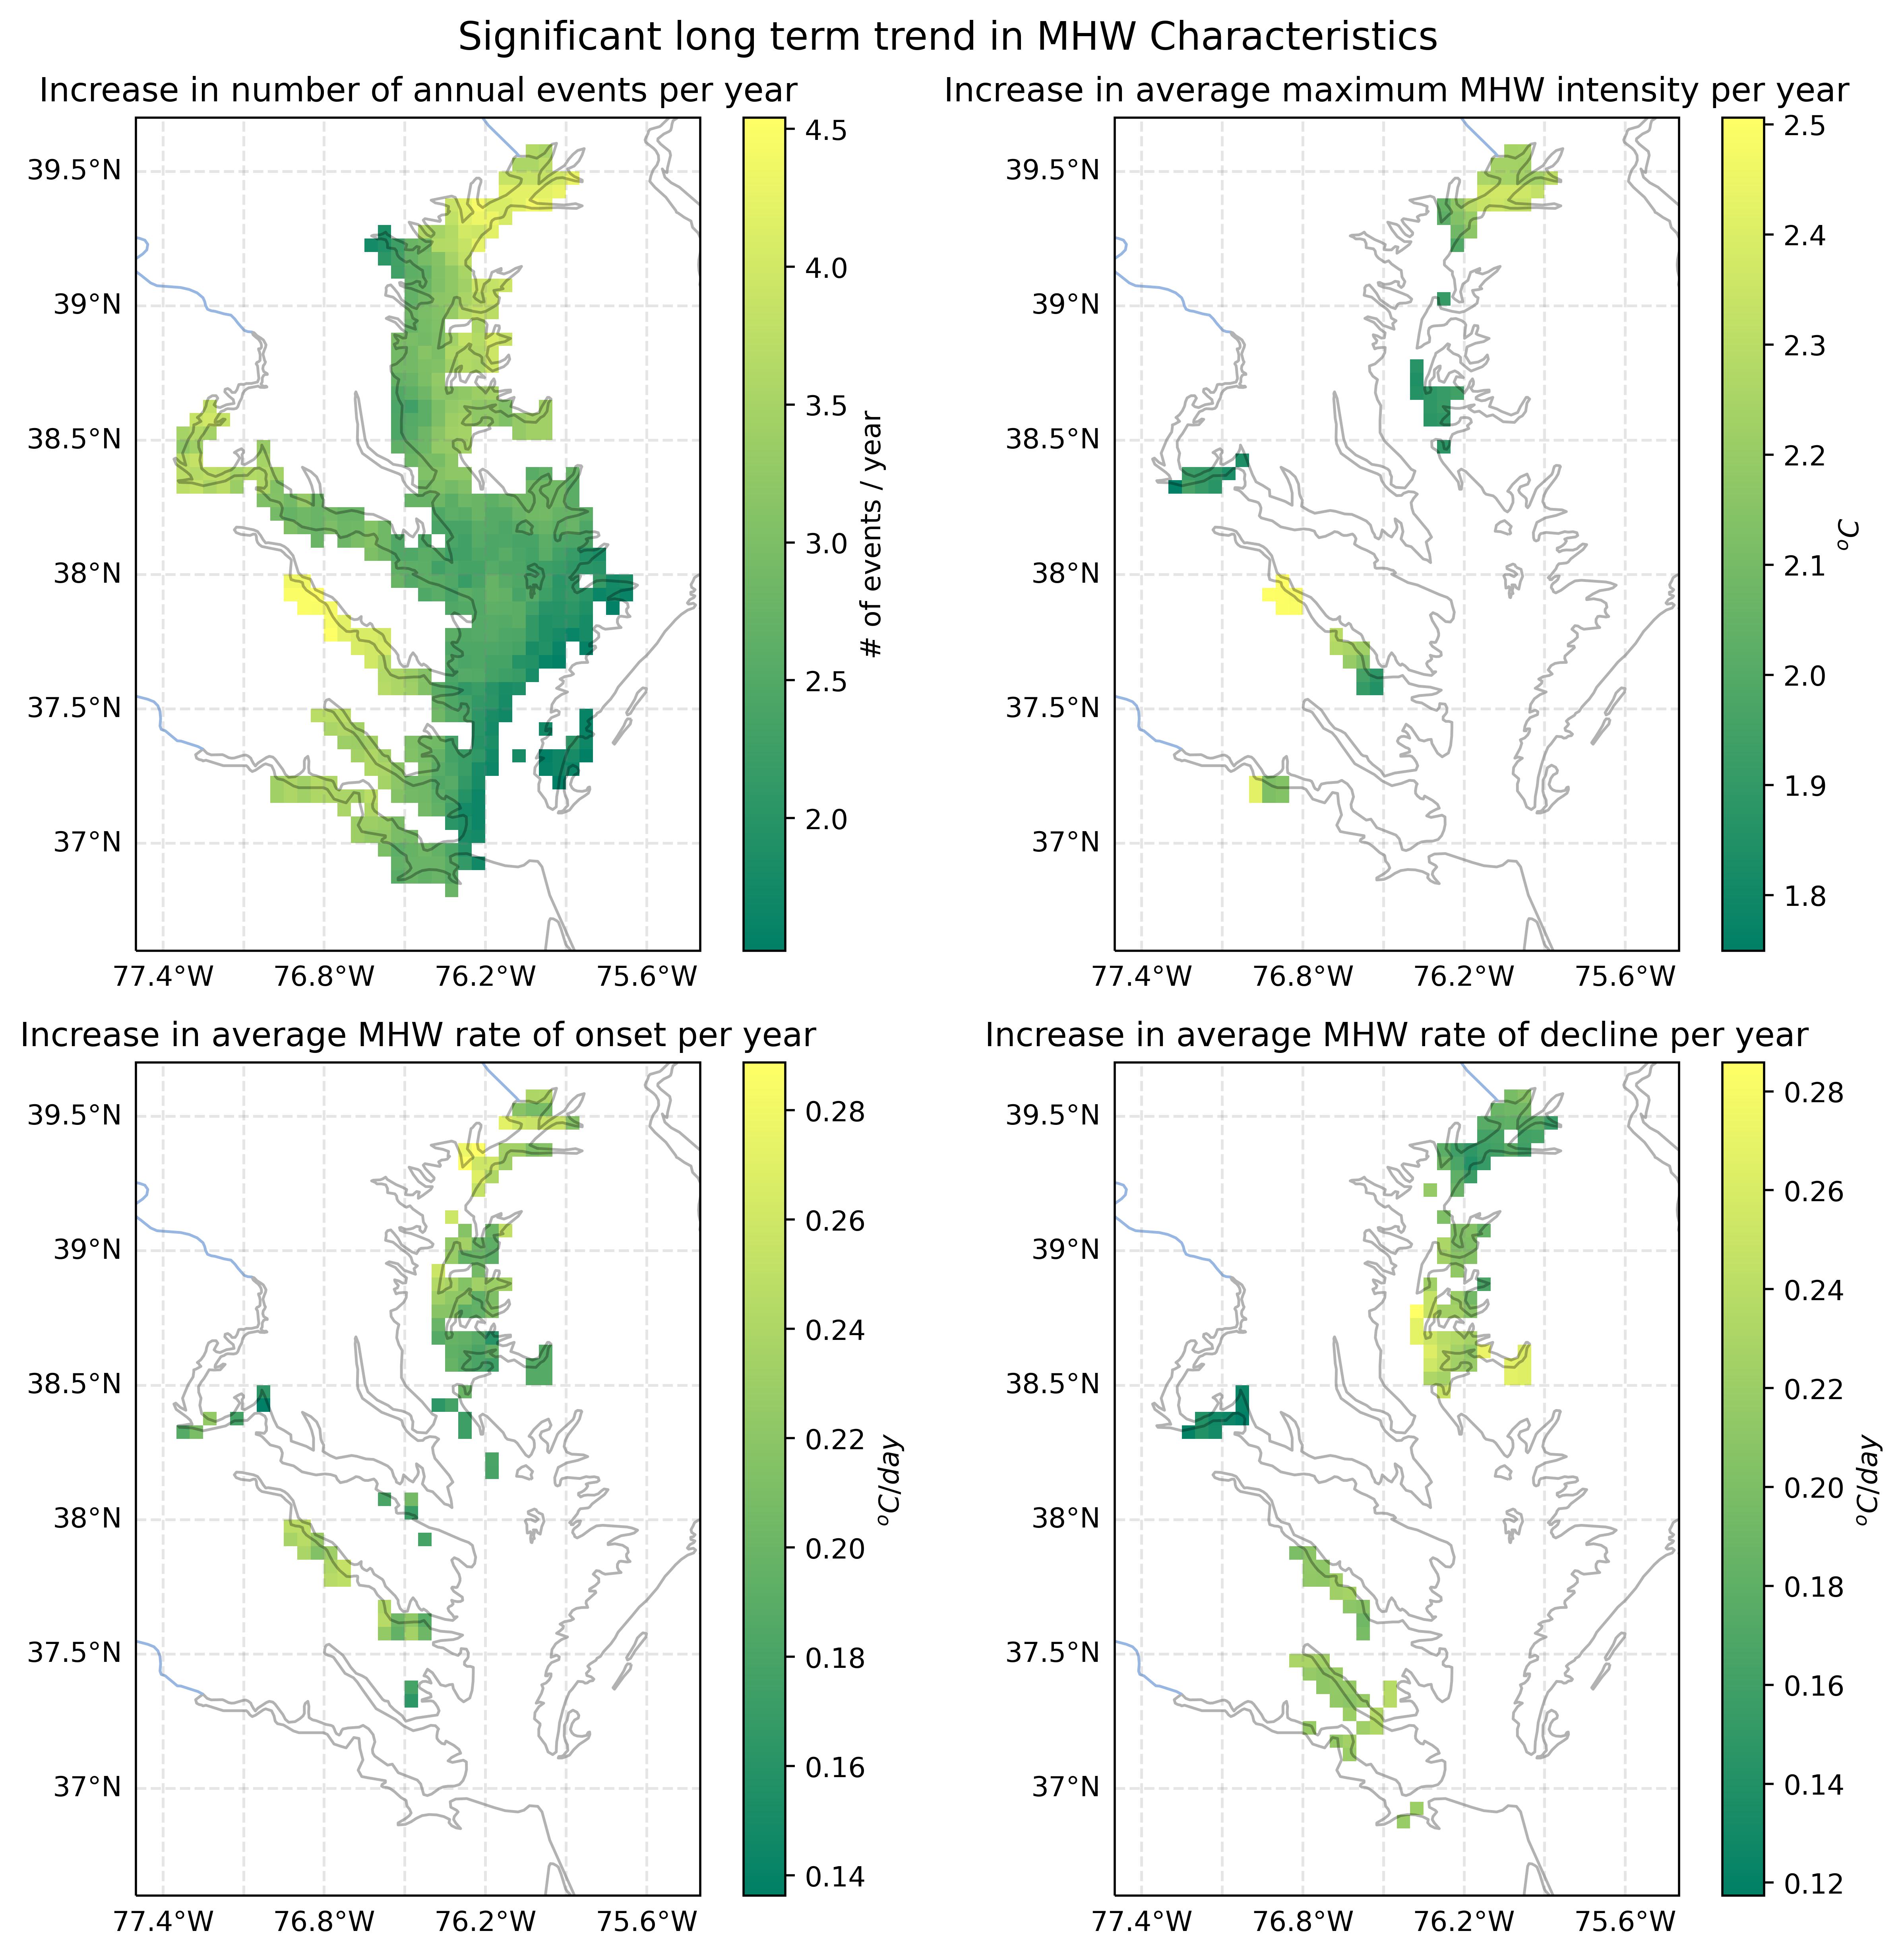 Significant long term trend in MHW Characteristics
Increase in number of annual events per year
39.5°N
39°N
38.5°N
38°N
37.5°N
37°N
77.4°W 76.8°W 76.2°W 75.6°W
4.5
4.0
3.5
3.0
2.5
2.0
# of events / year
Increase in average maximum MHW intensity per year
39.5°N
39°N
38.5°N
38°N
37.5°N
37°N
77.4°W 76.8°W 76.2°W 75.6°W
2.5
2.4
2.3
2.2
2.1
2.0
1.9
1.8
°C
Increase in average MHW rate of onset per year
39.5°N
39°N
38.5°N
38°N
37.5°N
37°N
77.4°W 76.8°W 76.2°W 75.6°W
0.28
0.26
0.24
0.22
0.20
0.18
0.16
0.14
°C/day
Increase in average MHW rate of decline per year
39.5°N
39°N
38.5°N
38°N
37.5°N
37°N
77.4°W 76.8°W 76.2°W 75.6°W
0.28
0.26
0.24
0.22
0.20
0.18
0.16
0.14
0.12
°C/day